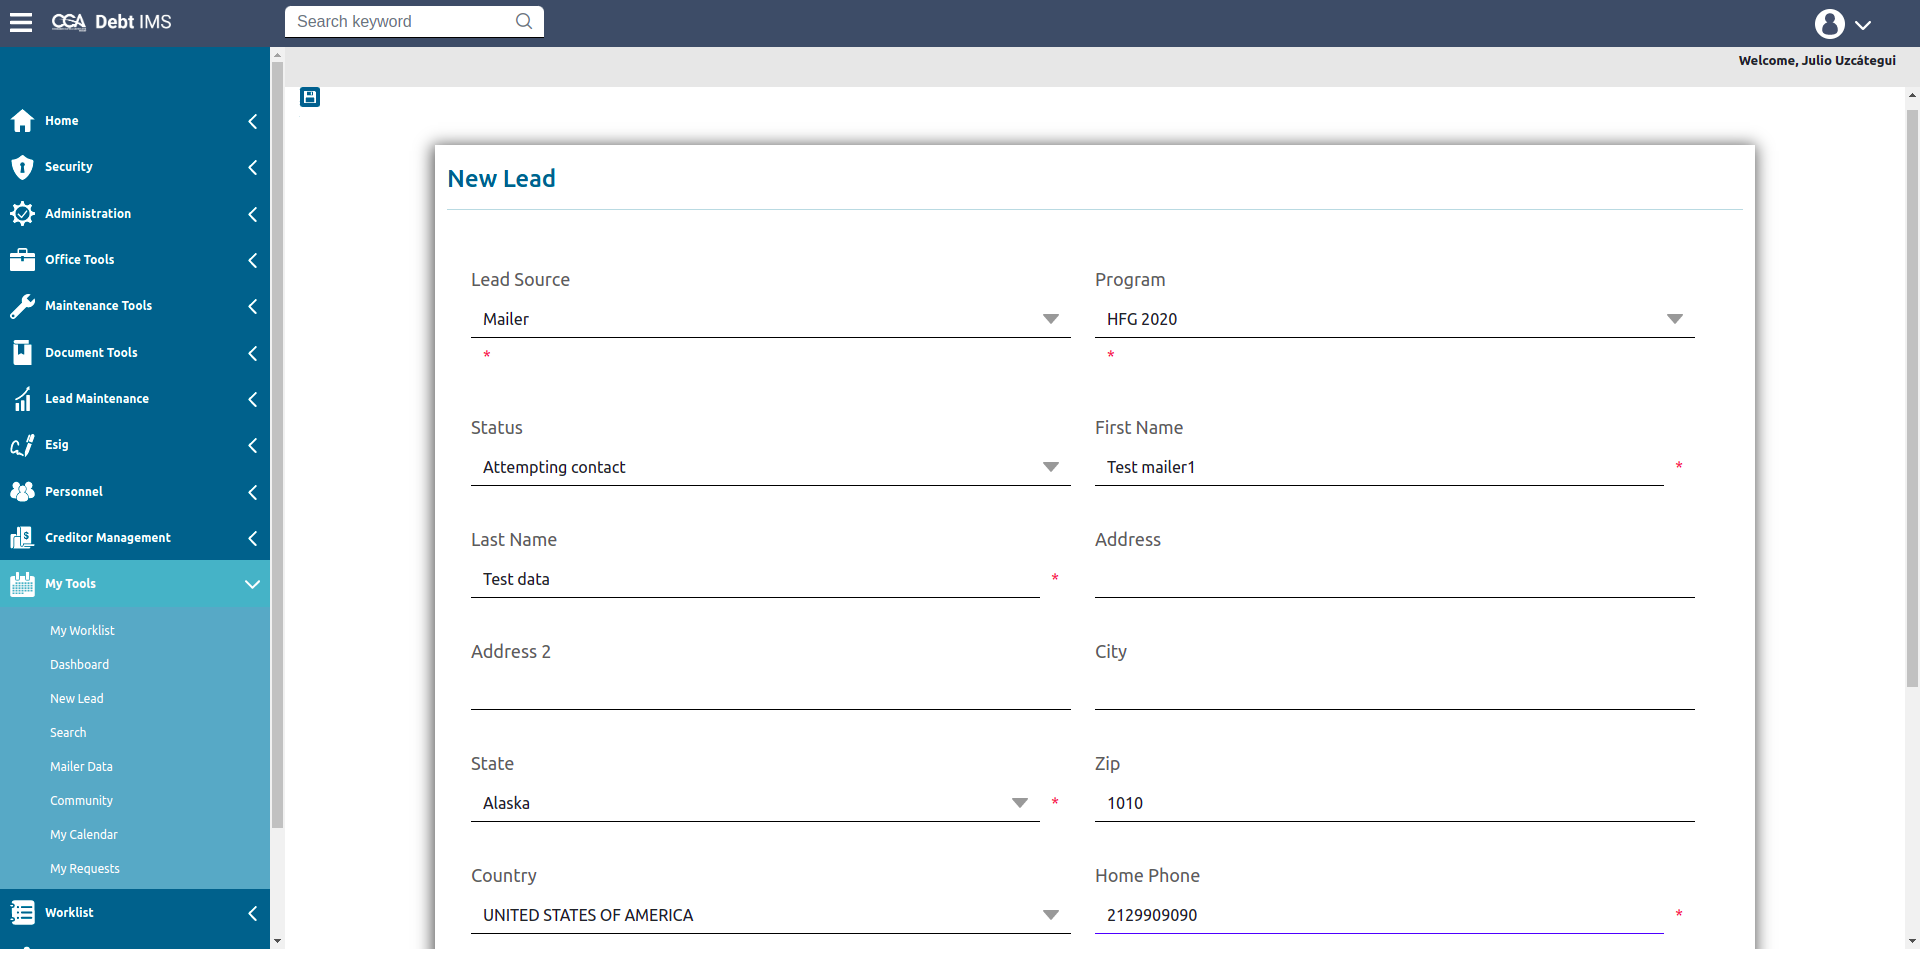 CGA Debt IMS
Search keyword
Welcome, Julio Uzcátegui
Home
Security
Administration
Office Tools
Maintenance Tools
Document Tools
Lead Maintenance
Esig
Personnel
Creditor Management
My Tools
My Worklist
Dashboard
New Lead
Search
Mailer Data
Community
My Calendar
My Requests
Worklist
New Lead
Lead Source
Program
Mailer
HFG 2020
*
*
Status
First Name
Attempting contact
Test mailer1 *
Last Name
Address
Test data *
Address 2
City
State
Zip
Alaska *
1010
Country
Home Phone
UNITED STATES OF AMERICA
2129909090 *